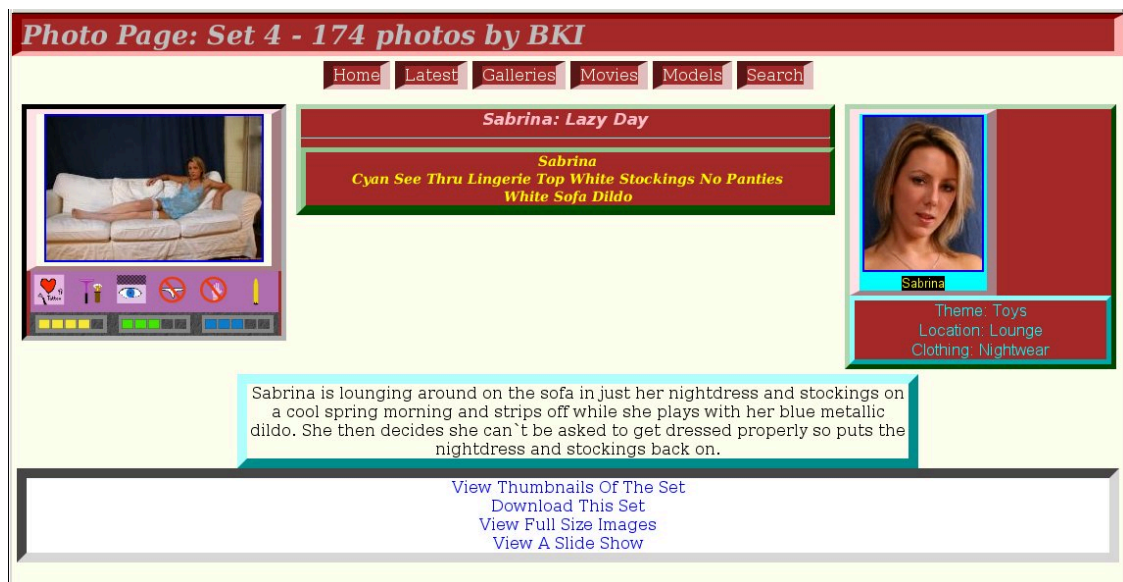 Photo Page: Set 4 - 174 photos by BKI
Home Latest Galleries Movies Models Search
Sabrina: Lazy Day
Sabrina
Cyan See Thru Lingerie Top White Stockings No Panties
White Sofa Dildo
Sabrina
Theme: Toys
Location: Lounge
Clothing: Nightwear
Sabrina is lounging around on the sofa in just her nightdress and stockings on
a cool spring morning and strips off while she plays with her blue metallic
dildo. She then decides she can`t be asked to get dressed properly so puts the
nightdress and stockings back on.
View Thumbnails Of The Set
Download This Set
View Full Size Images
View A Slide Show